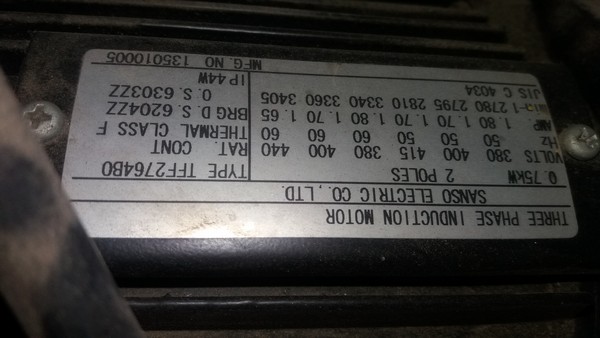 THREE PHASE INDUCTION MOTOR
SANSO ELECTRIC CO., LTD.
0.75kW 2 POLES TYPE TFF2764B0
VOLTS 380 400 415 380 400 440 RAT. CONT
Hz 50 50 50 60 60 60 THERMAL CLASS F
AMP 1.80 1.70 1.70 1.80 1.70 1.65 BRG D.S. 6204ZZ
min-1 2780 2795 2810 3340 3360 3405 O.S. 6303ZZ
JIS C 4034 IP44W
MFG. NO 135010005